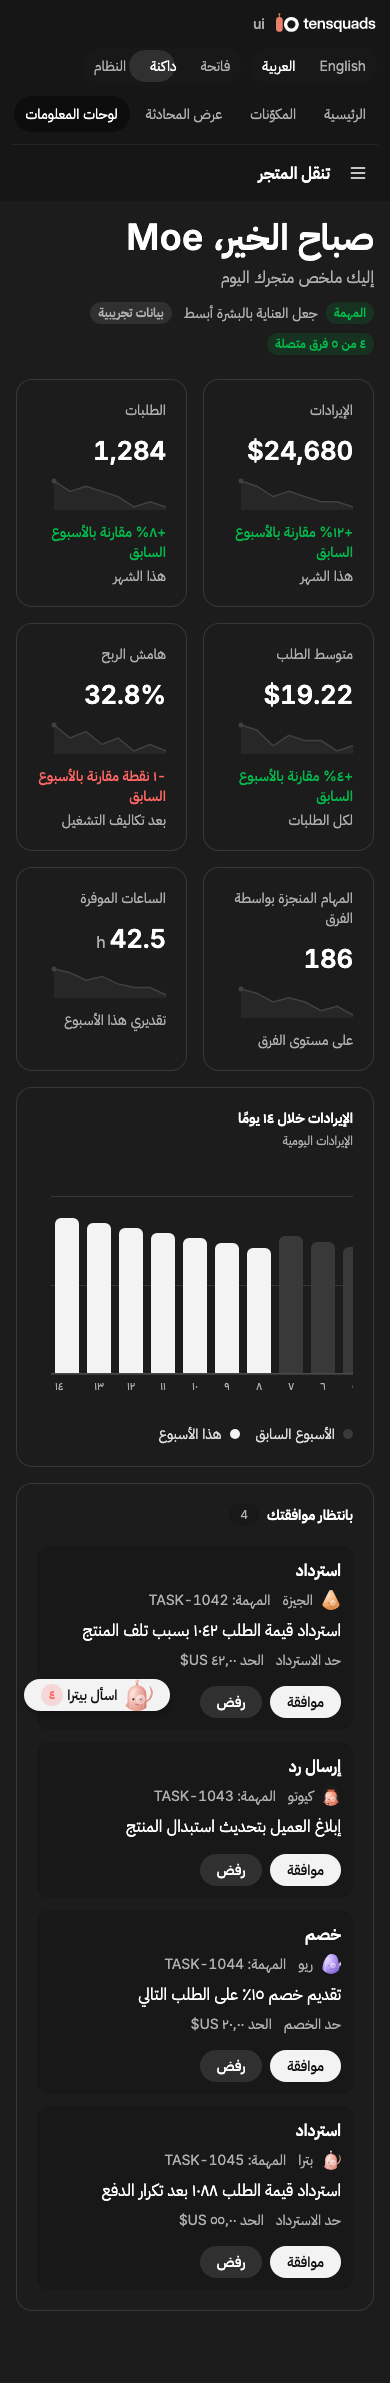 tensquads ui
English العربية فاتحة داكنة النظام
الرئيسية المكوّنات عرض المحادثة لوحات المعلومات
تنقل المتجر
صباح الخير، Moe
إليك ملخص متجرك اليوم
المهمة جعل العناية بالبشرة أبسط بيانات تجريبية
٤ من ٥ فرق متصلة
الإيرادات
$24,680
+١٢% مقارنة بالأسبوع
السابق
هذا الشهر
الطلبات
1,284
+٨% مقارنة بالأسبوع
السابق
هذا الشهر
متوسط الطلب
$19.22
+٤% مقارنة بالأسبوع
السابق
لكل الطلبات
هامش الربح
32.8%
-١ نقطة مقارنة بالأسبوع
السابق
بعد تكاليف التشغيل
المهام المنجزة بواسطة
الفرق
186
على مستوى الفرق
الساعات الموفرة
42.5 h
تقديري هذا الأسبوع
الإيرادات خلال ١٤ يومًا
الإيرادات اليومية
٦ ٧ ٨ ٩ ١٠ ١١ ١٢ ١٣ ١٤
الأسبوع السابق هذا الأسبوع
بانتظار موافقتك 4
استرداد
الجيزة المهمة: TASK-1042
استرداد قيمة الطلب ١٠٤٢ بسبب تلف المنتج
حد الاسترداد الحد ٤٢,٠٠ US$
موافقة رفض
اسأل بيترا ٤
إرسال رد
كيوتو المهمة: TASK-1043
إبلاغ العميل بتحديث استبدال المنتج
موافقة رفض
خصم
ريو المهمة: TASK-1044
تقديم خصم ١٥٪ على الطلب التالي
حد الخصم الحد ٢٠,٠٠ US$
موافقة رفض
استرداد
بترا المهمة: TASK-1045
استرداد قيمة الطلب ١٠٨٨ بعد تكرار الدفع
حد الاسترداد الحد ٥٥,٠٠ US$
موافقة رفض